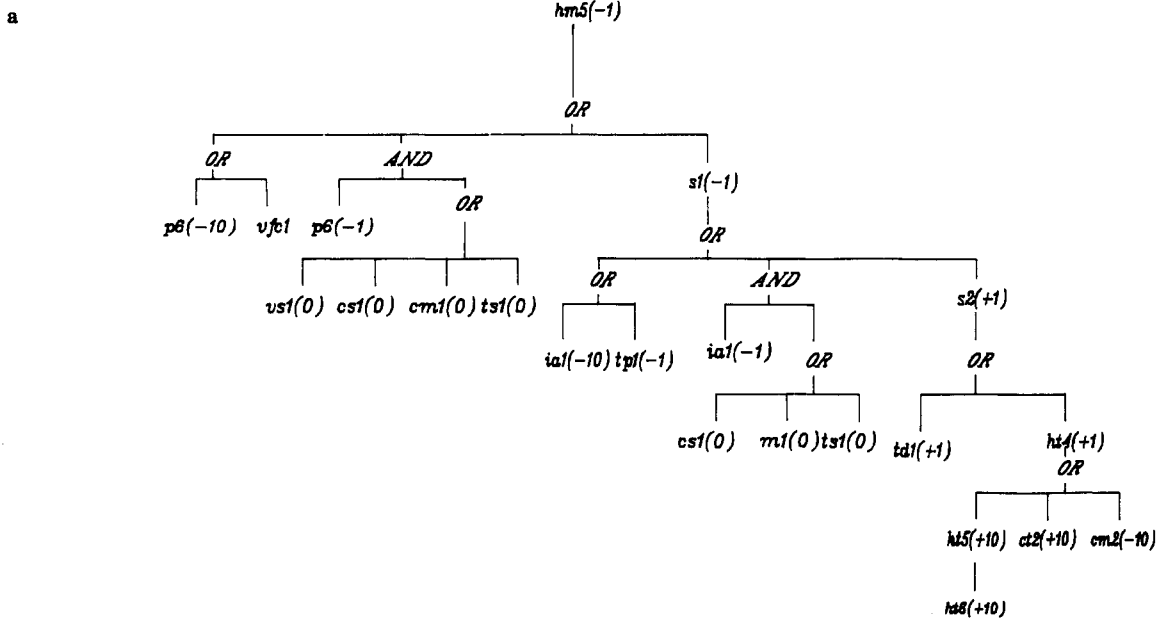 a
hm5(-1)
OR
OR AND
s1(-1)
OR
p6(-10) vfc1 p6(-1)
OR
OR AND
vs1(0) cs1(0) cm1(0) ts1(0)
s2(+1)
ia1(-10) tp1(-1) ia1(-1)
OR OR
cs1(0) m1(0) ts1(0) td1(+1) ht4(+1)
OR
ht5(+10) ct2(+10) cm2(-10)
ht6(+10)